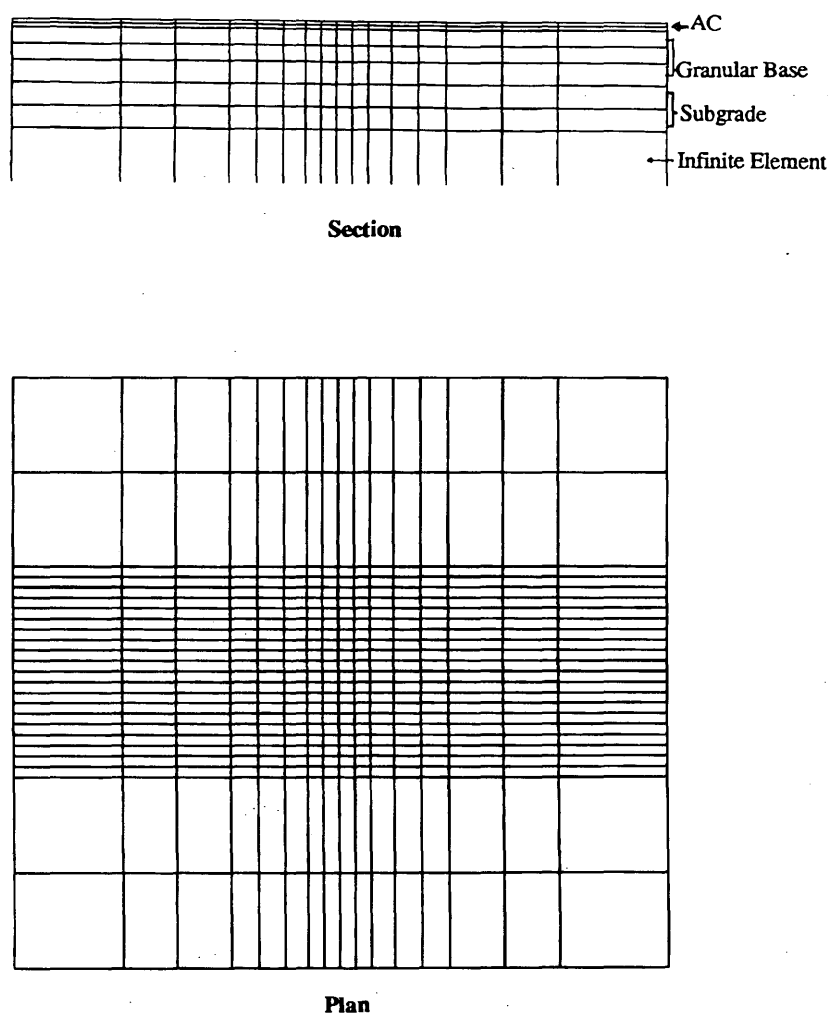 AC
Granular Base
Subgrade
Infinite Element
Section
Plan